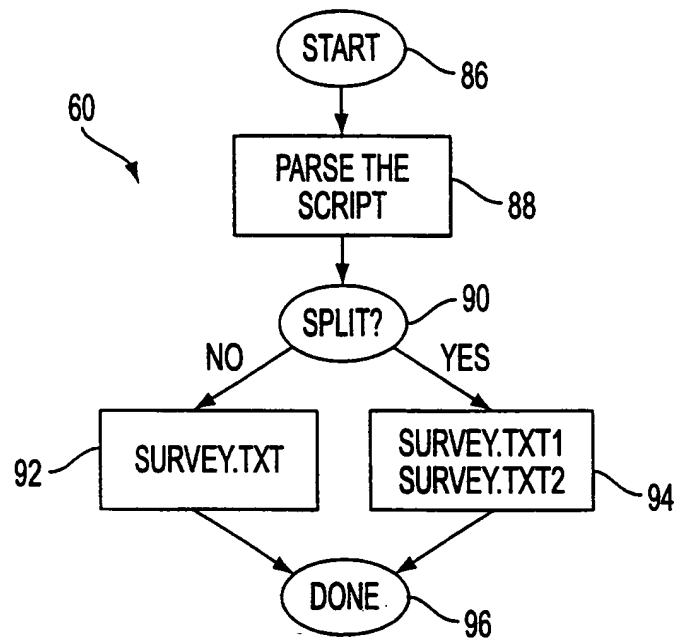 START
86
60
PARSE THE
SCRIPT
88
90
SPLIT?
NO
YES
92
SURVEY.TXT
SURVEY.TXT1
SURVEY.TXT2
94
DONE
96